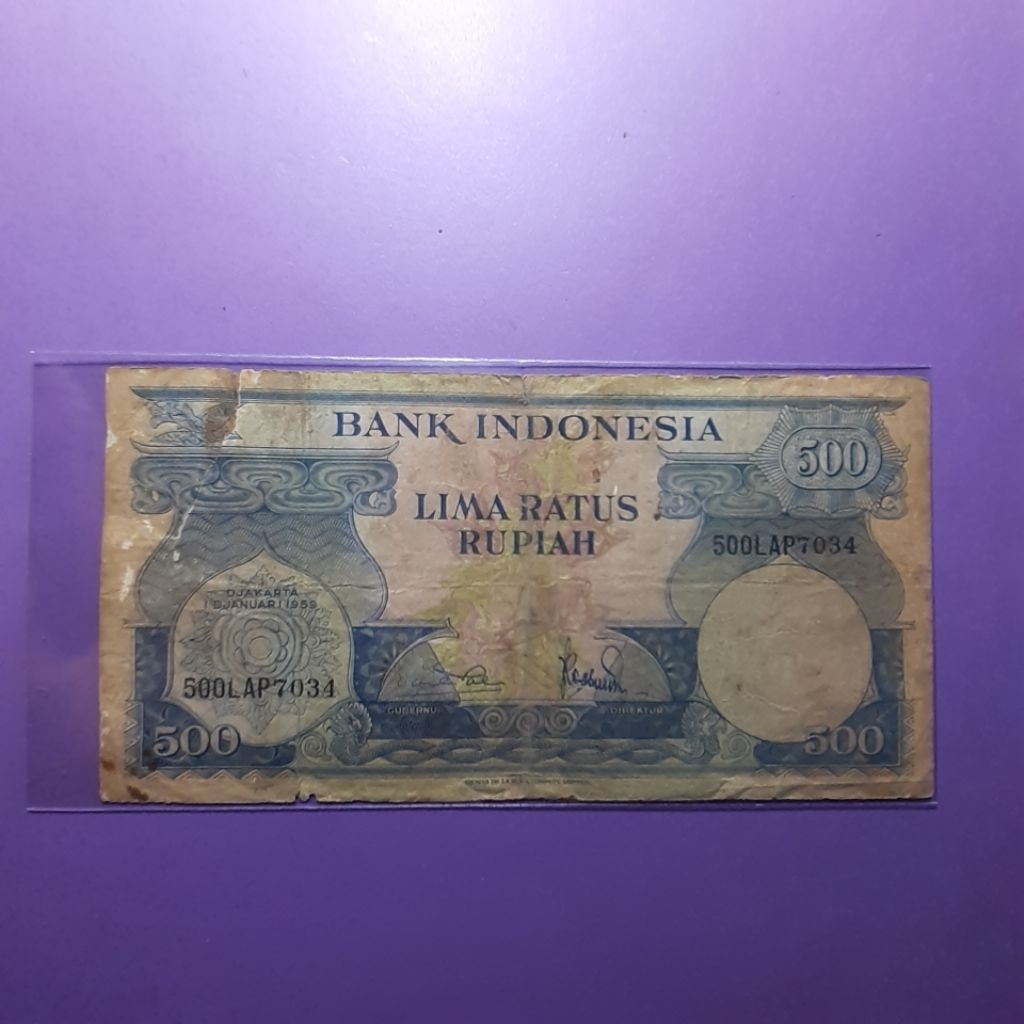 BANK INDONESIA
500
LIMA RATUS
RUPIAH
500LAP7034
DJAKARTA
1 DJANUARI 1959
500LAP7034
GUBERNUR
DIREKTUR
500
500